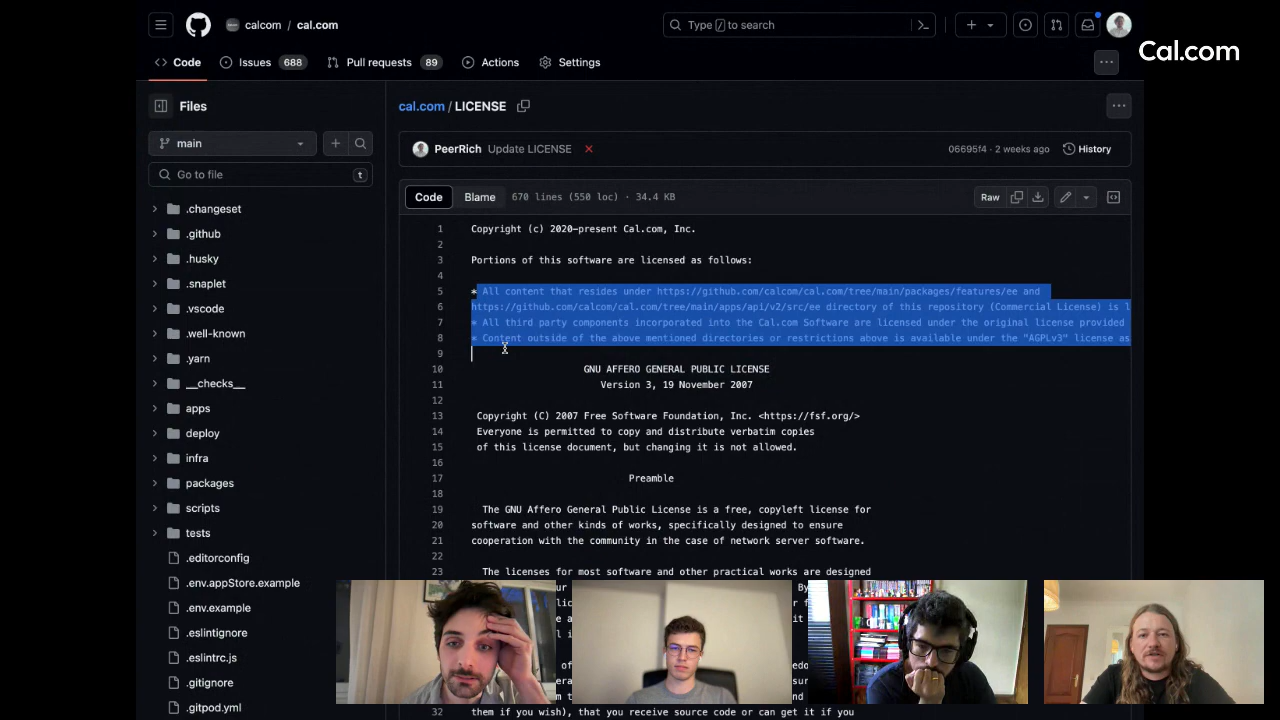 calcom / cal.com
Type / to search
Cal.com
Code
Issues 688
Pull requests 89
Actions
Settings
Files
cal.com / LICENSE
main
PeerRich Update LICENSE
06695f4 · 2 weeks ago
History
Go to file
t
Code Blame 670 lines (550 loc) · 34.4 KB
Raw
.changeset
.github
.husky
.snaplet
.vscode
.well-known
.yarn
__checks__
apps
deploy
infra
packages
scripts
tests
.editorconfig
.env.appStore.example
.env.example
.eslintignore
.eslintrc.js
.gitignore
.gitpod.yml
1 Copyright (c) 2020-present Cal.com, Inc.
2
3 Portions of this software are licensed as follows:
4
5 * All content that resides under https://github.com/calcom/cal.com/tree/main/packages/features/ee and
6 https://github.com/calcom/cal.com/tree/main/apps/api/v2/src/ee directory of this repository (Commercial License) is l
7 * All third party components incorporated into the Cal.com Software are licensed under the original license provided
8 * Content outside of the above mentioned directories or restrictions above is available under the "AGPLv3" license as
9
10 GNU AFFERO GENERAL PUBLIC LICENSE
11 Version 3, 19 November 2007
12
13 Copyright (C) 2007 Free Software Foundation, Inc. <https://fsf.org/>
14 Everyone is permitted to copy and distribute verbatim copies
15 of this license document, but changing it is not allowed.
16
17 Preamble
18
19 The GNU Affero General Public License is a free, copyleft license for
20 software and other kinds of works, specifically designed to ensure
21 cooperation with the community in the case of network server software.
22
23 The licenses for most software and other practical works are designed
32 them if you wish), that you receive source code or can get it if you